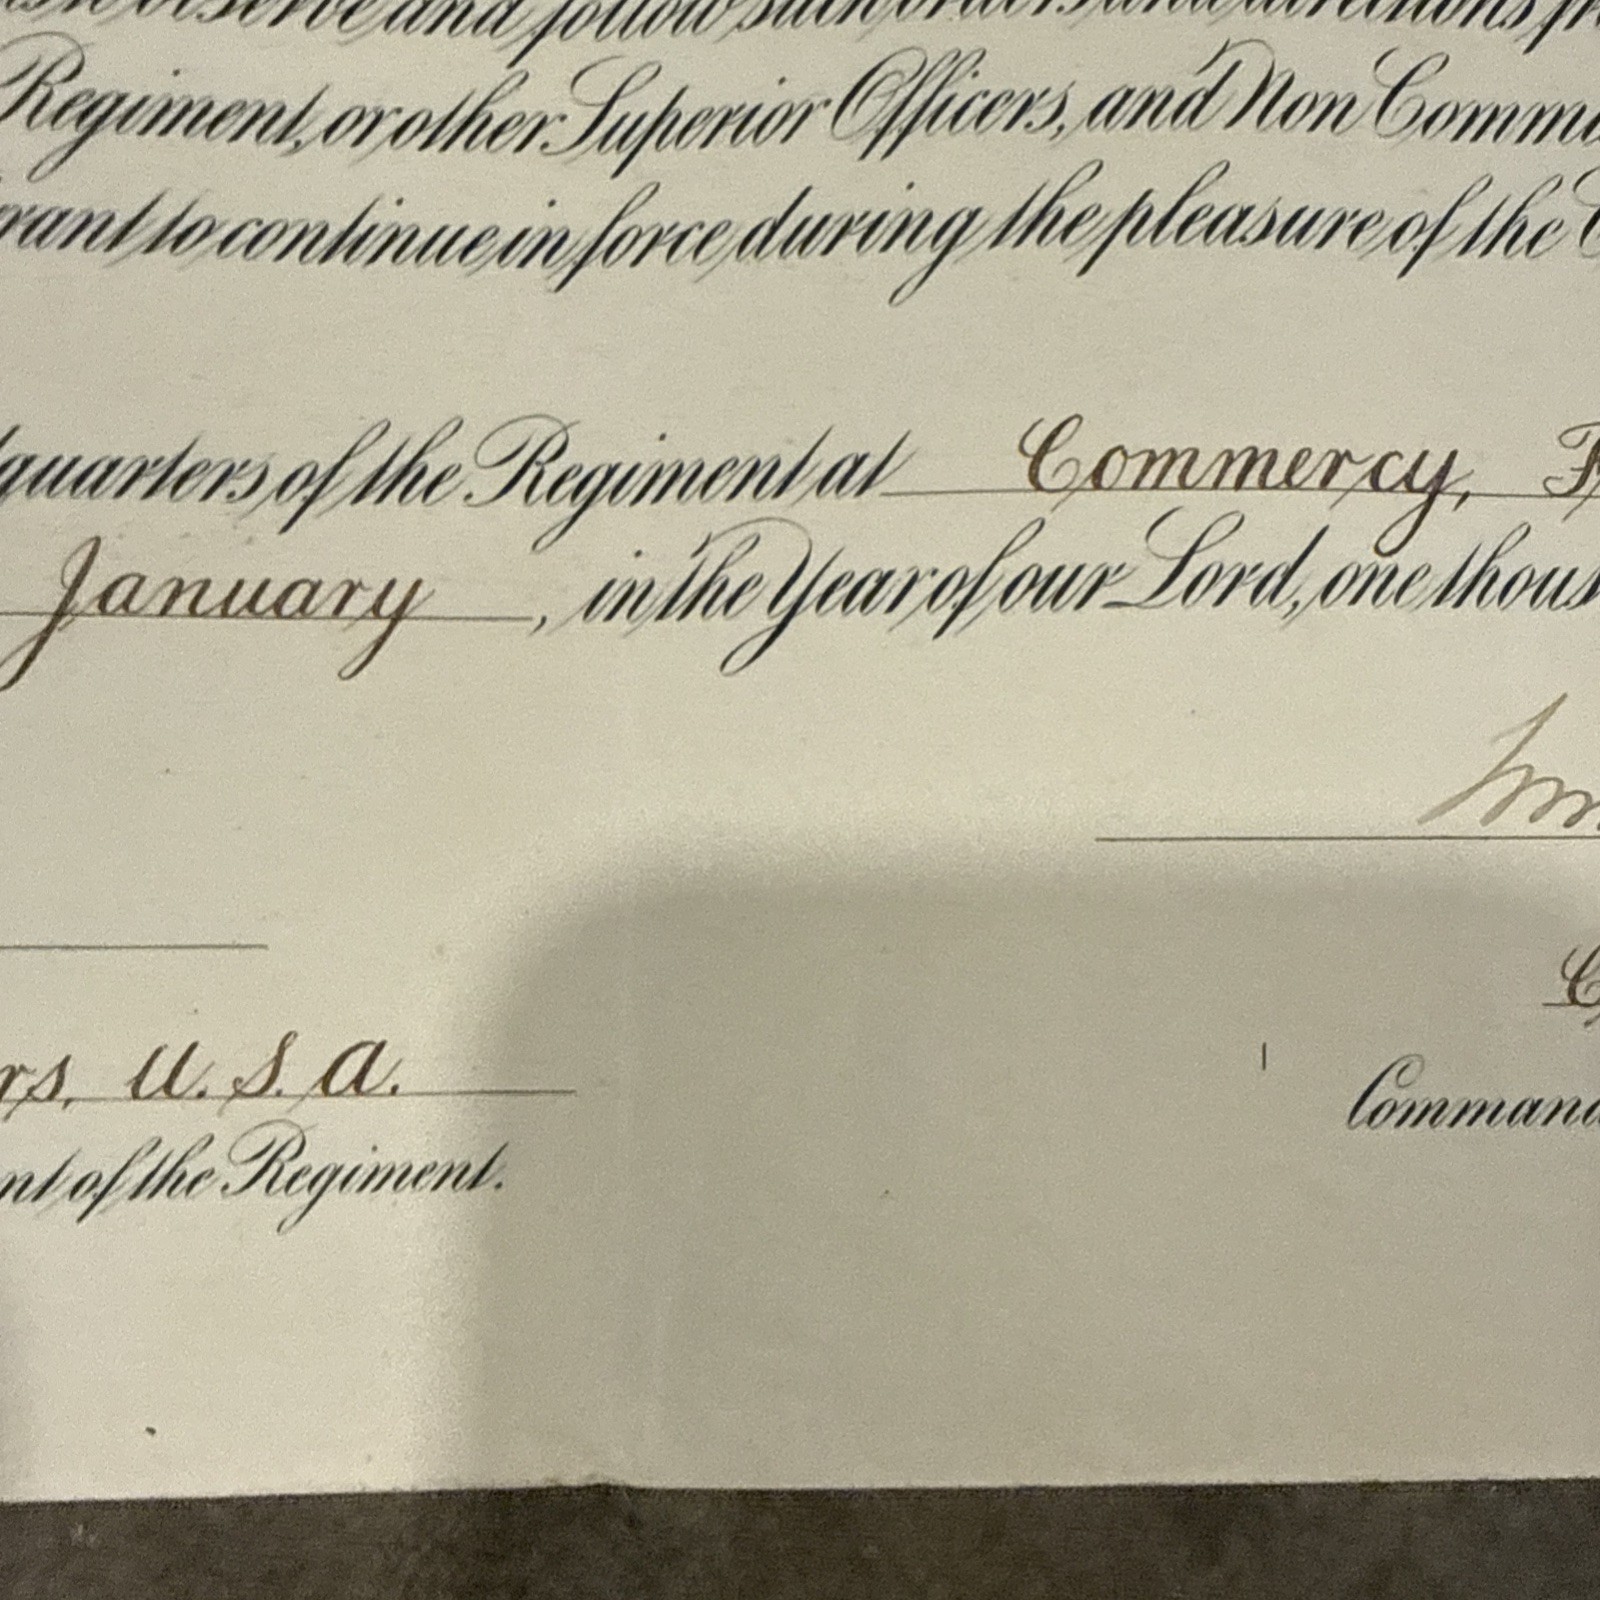 observe and follow such orders and directions
Regiment, or other Superior Officers, and Non Comm
rant to continue in force during the pleasure of the C
quarters of the Regiment at Commercy, F
January, in the Year of our Lord, one thous
Wm
C
rs, U. S. A.
Command
nt of the Regiment.